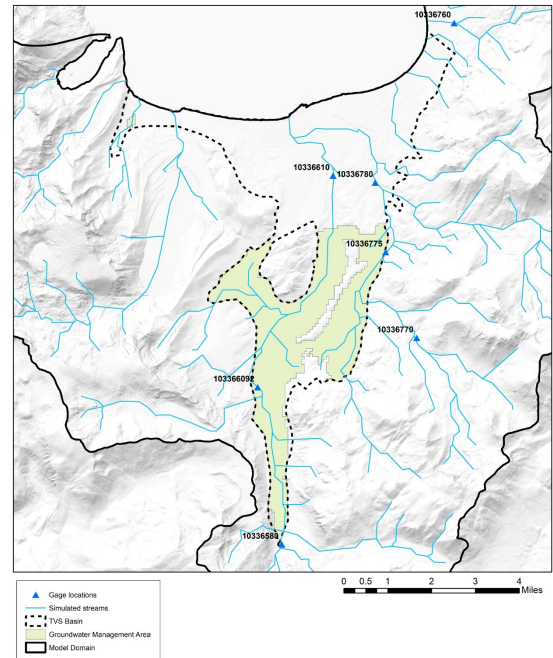 10336760
10336610
10336780
10336775
10336770
103366092
10336580
0 0.5 1 2 3 4
Miles
Gage locations
Simulated streams
TVS Basin
Groundwater Management Area
Model Domain